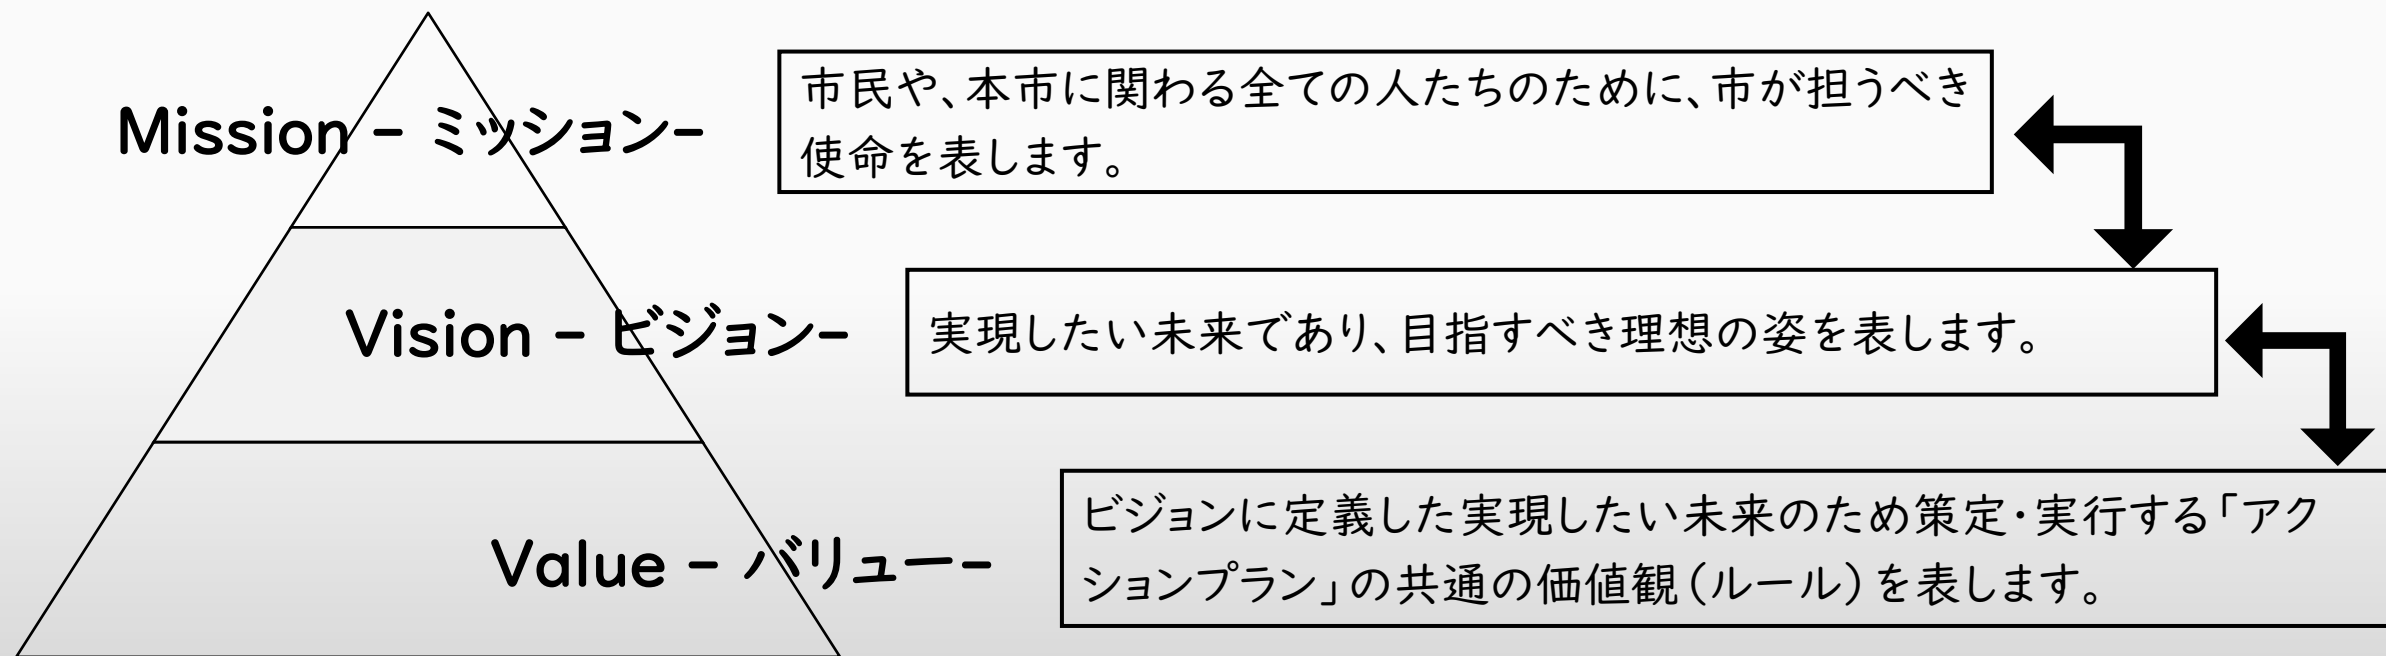 Mission - ミッション-
市民や、本市に関わる全ての人たちのために、市が担うべき
使命を表します。
Vision - ビジョン-
実現したい未来であり、目指すべき理想の姿を表します。
Value - バリュー-
ビジョンに定義した実現したい未来のため策定・実行する「アク
ションプラン」の共通の価値観(ルール)を表します。